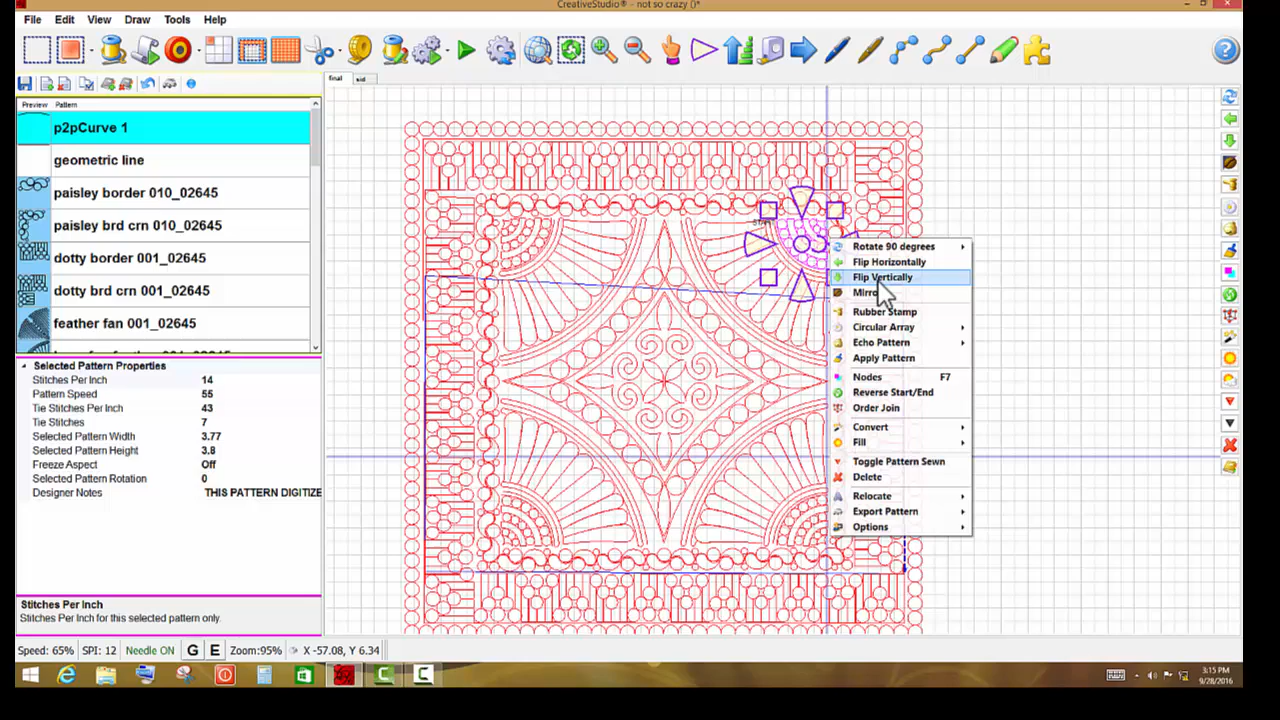 CreativeStudio® - not so crazy ()*
File Edit View Draw Tools Help
final sid
Preview Pattern
p2pCurve 1
geometric line
paisley border 010_02645
paisley brd crn 010_02645
dotty border 001_02645
dotty brd crn 001_02645
feather fan 001_02645
Selected Pattern Properties
Stitches Per Inch 14
Pattern Speed 55
Tie Stitches Per Inch 43
Tie Stitches 7
Selected Pattern Width 3.77
Selected Pattern Height 3.8
Freeze Aspect Off
Selected Pattern Rotation 0
Designer Notes THIS PATTERN DIGITIZE
Stitches Per Inch
Stitches Per Inch for this selected pattern only.
Rotate 90 degrees
Flip Horizontally
Flip Vertically
Mirro
Rubber Stamp
Circular Array
Echo Pattern
Apply Pattern
Nodes F7
Reverse Start/End
Order Join
Convert
Fill
Toggle Pattern Sewn
Delete
Relocate
Export Pattern
Options
Speed: 65% SPI: 12 Needle ON G E Zoom:95% X -57.08, Y 6.34
3:15 PM
9/28/2016